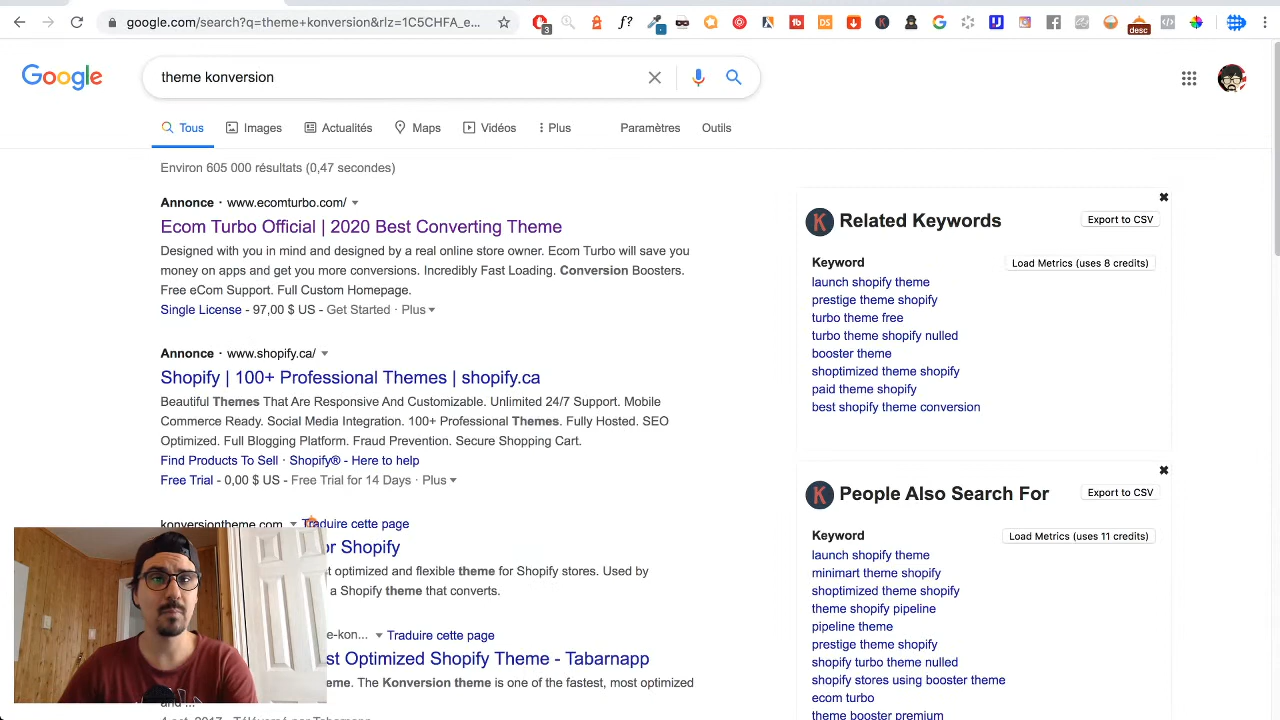 google.com/search?q=theme+konversion&rlz=1C5CHFA_e...
3
f?
DS
desc
Google
theme konversion
Tous
Images
Actualités
Maps
Vidéos
Plus
Paramètres
Outils
Environ 605 000 résultats (0,47 secondes)
Annonce · www.ecomturbo.com/
Ecom Turbo Official | 2020 Best Converting Theme
Designed with you in mind and designed by a real online store owner. Ecom Turbo will save you
money on apps and get you more conversions. Incredibly Fast Loading. Conversion Boosters.
Free eCom Support. Full Custom Homepage.
Single License - 97,00 $ US - Get Started · Plus
Annonce · www.shopify.ca/
Shopify | 100+ Professional Themes | shopify.ca
Beautiful Themes That Are Responsive And Customizable. Unlimited 24/7 Support. Mobile
Commerce Ready. Social Media Integration. 100+ Professional Themes. Fully Hosted. SEO
Optimized. Full Blogging Platform. Fraud Prevention. Secure Shopping Cart.
Find Products To Sell · Shopify® - Here to help
Free Trial - 0,00 $ US - Free Trial for 14 Days · Plus
konversiontheme.com Traduire cette page
or Shopify
t optimized and flexible theme for Shopify stores. Used by
a Shopify theme that converts.
e-kon... Traduire cette page
st Optimized Shopify Theme - Tabarnapp
eme. The Konversion theme is one of the fastest, most optimized
and ...
4 oct. 2017 - Téléversé par Tabarnapp
K Related Keywords
Export to CSV
Keyword
Load Metrics (uses 8 credits)
launch shopify theme
prestige theme shopify
turbo theme free
turbo theme shopify nulled
booster theme
shoptimized theme shopify
paid theme shopify
best shopify theme conversion
K People Also Search For
Export to CSV
Keyword
Load Metrics (uses 11 credits)
launch shopify theme
minimart theme shopify
shoptimized theme shopify
theme shopify pipeline
pipeline theme
prestige theme shopify
shopify turbo theme nulled
shopify stores using booster theme
ecom turbo
theme booster premium